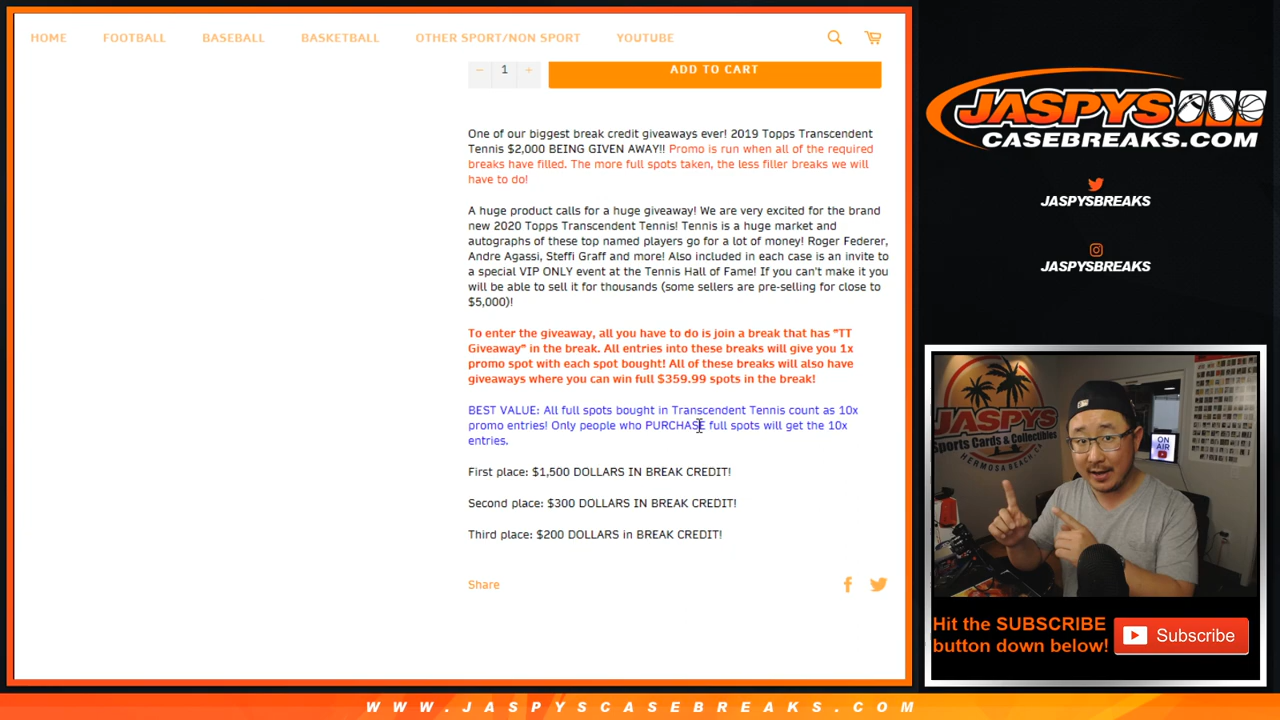 HOME FOOTBALL BASEBALL BASKETBALL OTHER SPORT/NON SPORT YOUTUBE
− 1 + ADD TO CART
One of our biggest break credit giveaways ever! 2019 Topps Transcendent
Tennis $2,000 BEING GIVEN AWAY!! Promo is run when all of the required
breaks have filled. The more full spots taken, the less filler breaks we will
have to do!
A huge product calls for a huge giveaway! We are very excited for the brand
new 2020 Topps Transcendent Tennis! Tennis is a huge market and
autographs of these top named players go for a lot of money! Roger Federer,
Andre Agassi, Steffi Graff and more! Also included in each case is an invite to
a special VIP ONLY event at the Tennis Hall of Fame! If you can't make it you
will be able to sell it for thousands (some sellers are pre-selling for close to
$5,000)!
To enter the giveaway, all you have to do is join a break that has "TT
Giveaway" in the break. All entries into these breaks will give you 1x
promo spot with each spot bought! All of these breaks will also have
giveaways where you can win full $359.99 spots in the break!
BEST VALUE: All full spots bought in Transcendent Tennis count as 10x
promo entries! Only people who PURCHASE full spots will get the 10x
entries.
First place: $1,500 DOLLARS IN BREAK CREDIT!
Second place: $300 DOLLARS IN BREAK CREDIT!
Third place: $200 DOLLARS in BREAK CREDIT!
Share
JASPYS
CASEBREAKS.COM
JASPYSBREAKS
JASPYSBREAKS
JASPYS
Sports Cards & Collectibles
HERMOSA BEACH, CA
ON
AIR
Hit the SUBSCRIBE
button down below!
Subscribe
WWW.JASPYSCASEBREAKS.COM